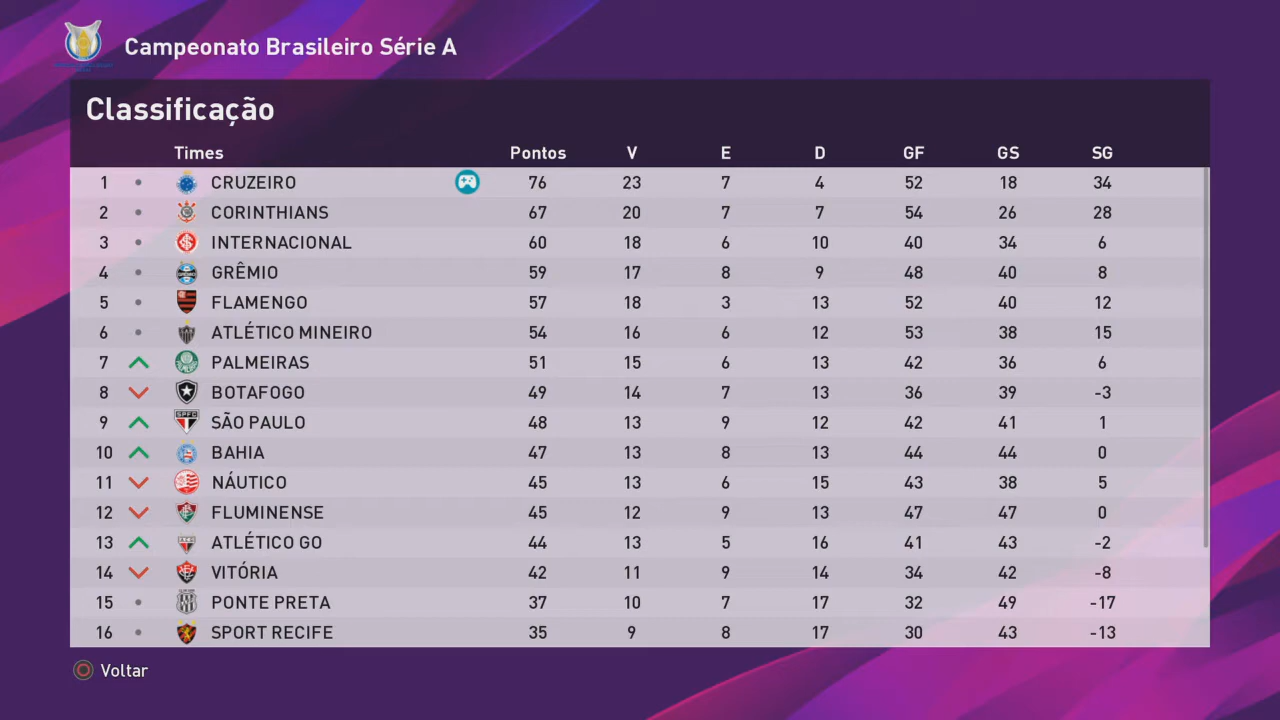 Campeonato Brasileiro Série A
Classificação
Times Pontos V E D GF GS SG
1 CRUZEIRO 76 23 7 4 52 18 34
2 CORINTHIANS 67 20 7 7 54 26 28
3 INTERNACIONAL 60 18 6 10 40 34 6
4 GRÊMIO 59 17 8 9 48 40 8
5 FLAMENGO 57 18 3 13 52 40 12
6 ATLÉTICO MINEIRO 54 16 6 12 53 38 15
7 PALMEIRAS 51 15 6 13 42 36 6
8 BOTAFOGO 49 14 7 13 36 39 -3
9 SÃO PAULO 48 13 9 12 42 41 1
10 BAHIA 47 13 8 13 44 44 0
11 NÁUTICO 45 13 6 15 43 38 5
12 FLUMINENSE 45 12 9 13 47 47 0
13 ATLÉTICO GO 44 13 5 16 41 43 -2
14 VITÓRIA 42 11 9 14 34 42 -8
15 PONTE PRETA 37 10 7 17 32 49 -17
16 SPORT RECIFE 35 9 8 17 30 43 -13
Voltar